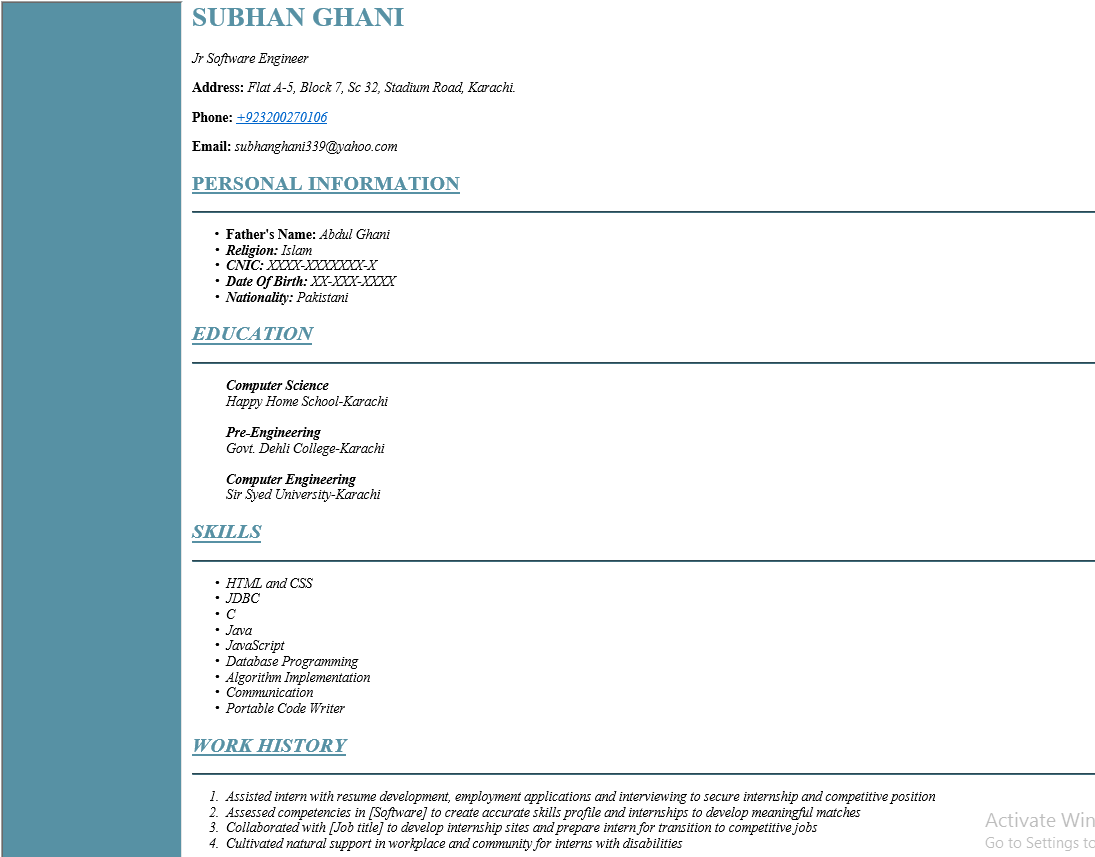 SUBHAN GHANI
Jr Software Engineer
Address: Flat A-5, Block 7, Sc 32, Stadium Road, Karachi.
Phone: +923200270106
Email: subhanghani339@yahoo.com
PERSONAL INFORMATION
• Father's Name: Abdul Ghani
• Religion: Islam
• CNIC: XXXX-XXXXXXX-X
• Date Of Birth: XX-XXX-XXXX
• Nationality: Pakistani
EDUCATION
Computer Science
Happy Home School-Karachi
Pre-Engineering
Govt. Dehli College-Karachi
Computer Engineering
Sir Syed University-Karachi
SKILLS
• HTML and CSS
• JDBC
• C
• Java
• JavaScript
• Database Programming
• Algorithm Implementation
• Communication
• Portable Code Writer
WORK HISTORY
1. Assisted intern with resume development, employment applications and interviewing to secure internship and competitive position
2. Assessed competencies in [Software] to create accurate skills profile and internships to develop meaningful matches
3. Collaborated with [Job title] to develop internship sites and prepare intern for transition to competitive jobs
4. Cultivated natural support in workplace and community for interns with disabilities
Activate Win
Go to Settings to